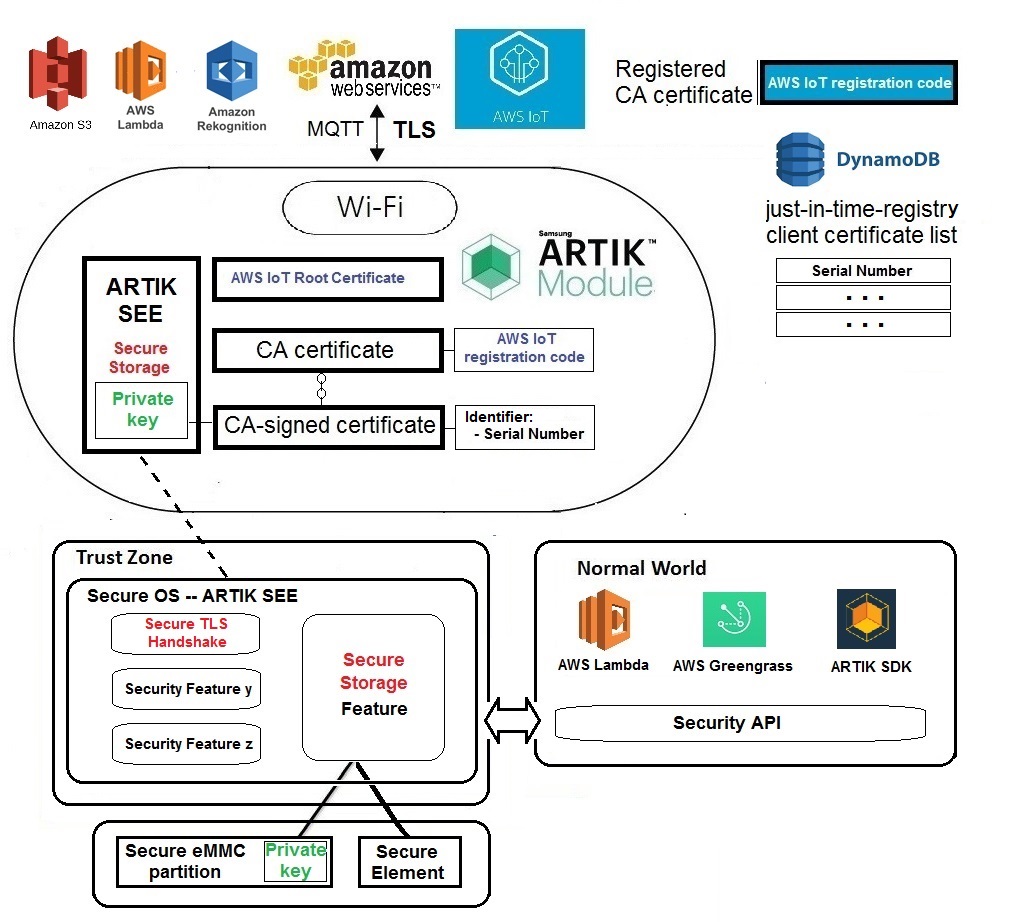 Amazon S3
AWS
Lambda
Amazon
Rekognition
amazon
webservices™
MQTT
TLS
AWS IoT
Registered
CA certificate
AWS IoT registration code
DynamoDB
just-in-time-registry
client certificate list
Serial Number
. . .
. . .
Wi-Fi
Samsung
ARTIK™
Module
ARTIK
SEE
Secure
Storage
Private
key
AWS IoT Root Certificate
CA certificate
AWS IoT
registration code
CA-signed certificate
Identifier:
- Serial Number
Trust Zone
Secure OS -- ARTIK SEE
Secure TLS
Handshake
Security Feature y
Security Feature z
Secure
Storage
Feature
Normal World
AWS Lambda
AWS Greengrass
ARTIK SDK
Security API
Secure eMMC
partition
Private
key
Secure
Element